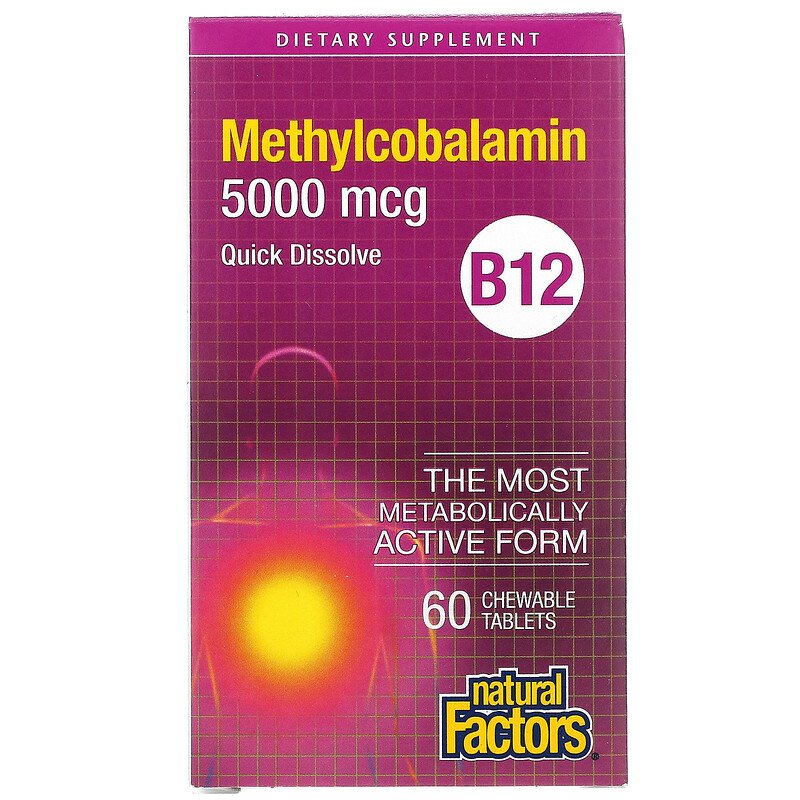 DIETARY SUPPLEMENT
Methylcobalamin
5000 mcg
Quick Dissolve
B12
THE MOST
METABOLICALLY
ACTIVE FORM
60 CHEWABLE
TABLETS
natural
Factors®